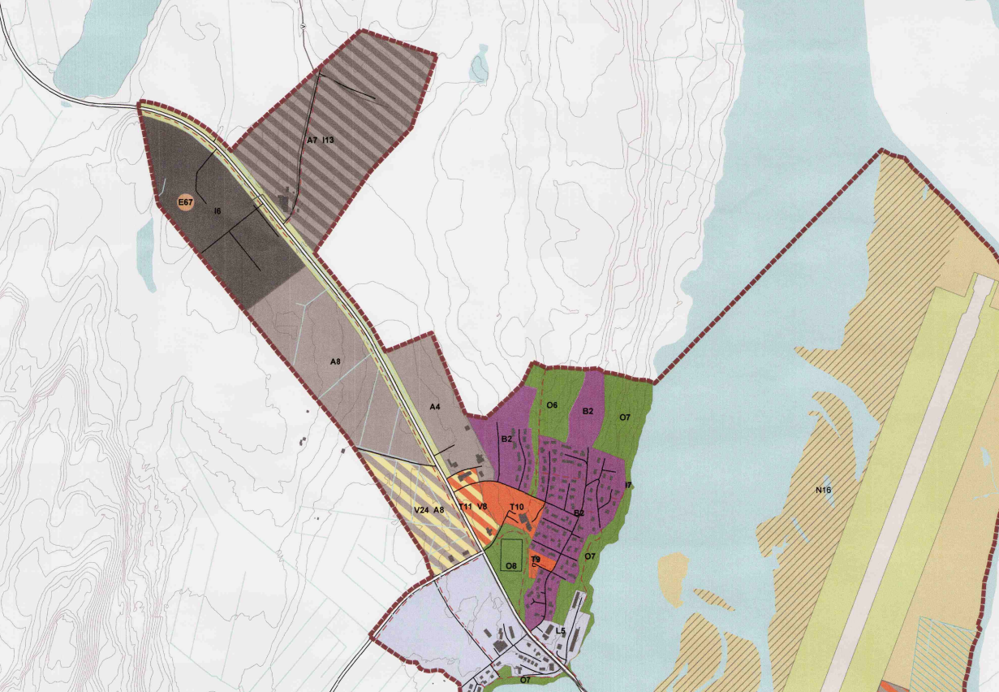 A7 I13
E67
I6
A8
A4
O6
B2
O7
B2
I7
N16
V24 A8
T11 V8
T10
B2
T9
O7
O8
L5
O7